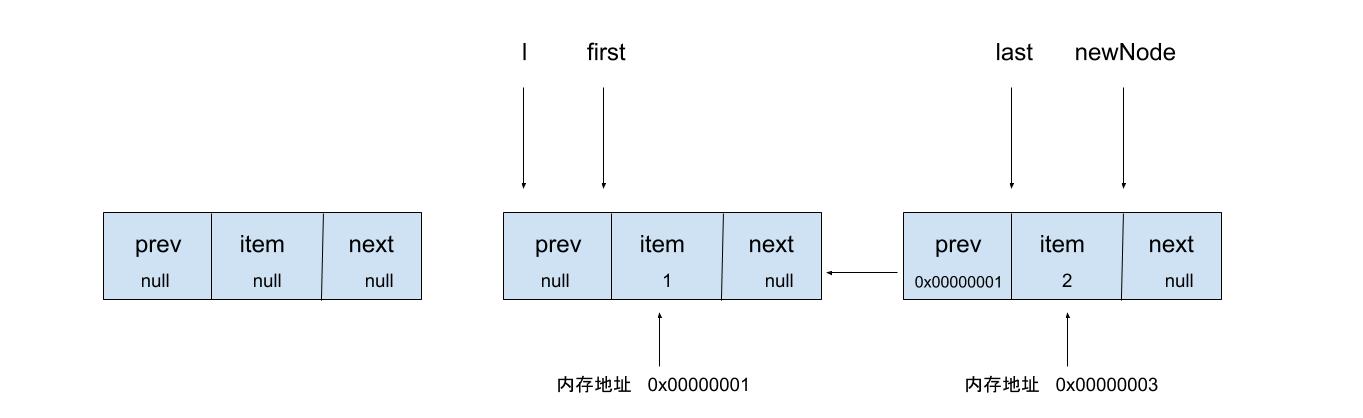 l first last newNode
prev item next prev item next prev item next
null null null null 1 null 0x00000001 2 null
内存地址 0x00000001 内存地址 0x00000003